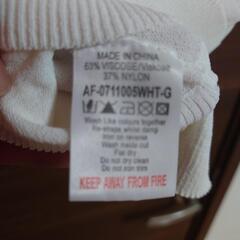 MADE IN CHINA
63% VISCOSE/Viskose
37% NYLON
AF-0711005WHT-G
Wash Like colours together
Re-shape whilst damp
Iron on reverse
Wash inside out
Flat dry
Do not dry clean
Do not iron trim
KEEP AWAY FROM FIRE